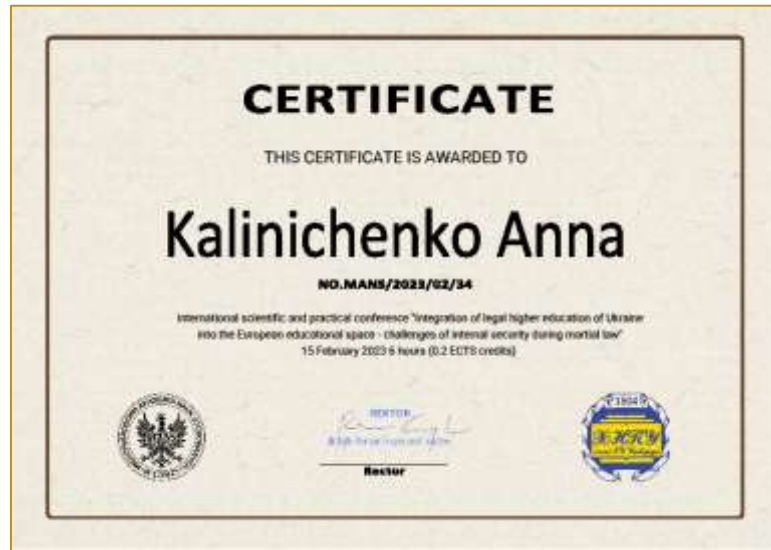 CERTIFICATE
THIS CERTIFICATE IS AWARDED TO
Kalinichenko Anna
NO.MANS/2023/02/34
International scientific and practical conference "Integration of legal higher education of Ukraine
into the European educational space - challenges of internal security during martial law"
15 February 2023 6 hours (0.2 ECTS credits)
REKTOR
Rector
1804